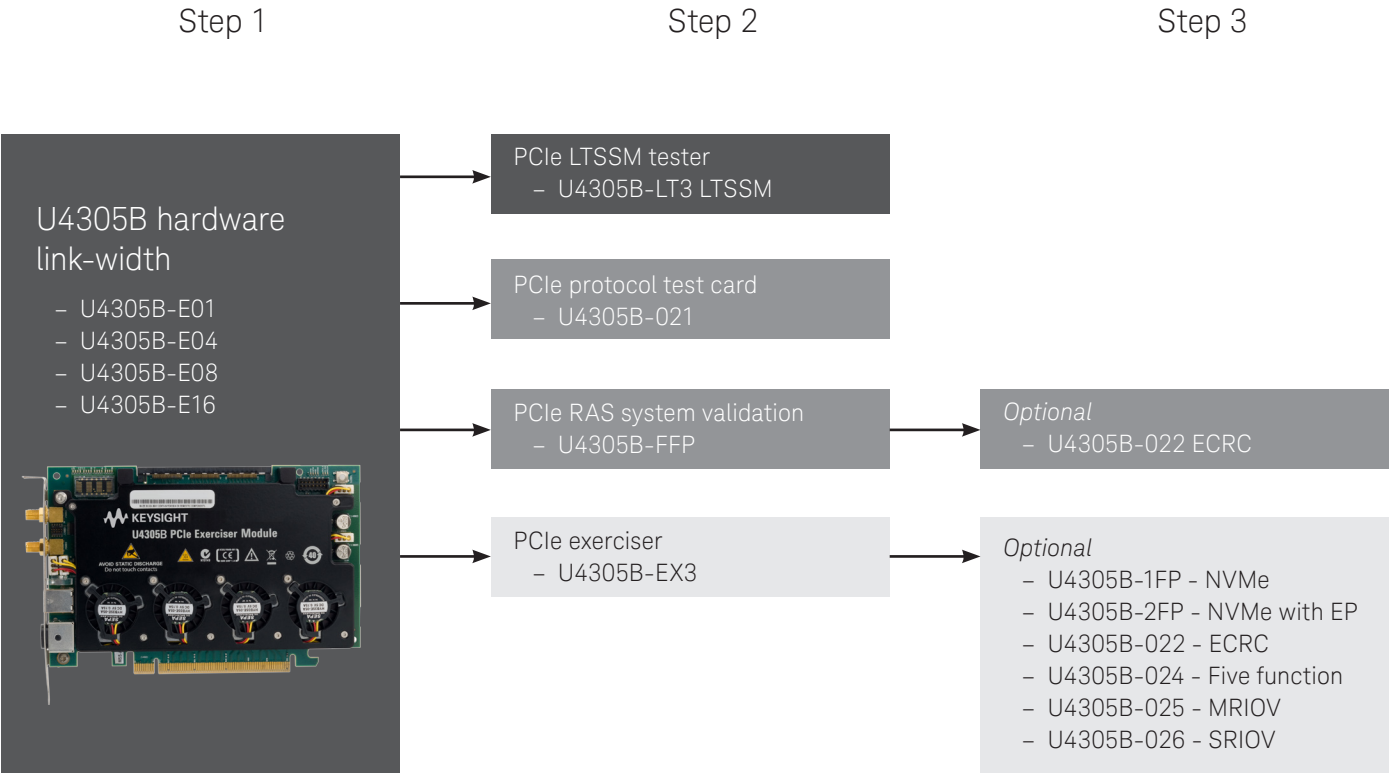 Step 1
Step 2
Step 3
U4305B hardware
link-width
– U4305B-E01
– U4305B-E04
– U4305B-E08
– U4305B-E16
KEYSIGHT
U4305B PCIe Exerciser Module
AVOID STATIC DISCHARGE
Do not touch contacts
PCIe LTSSM tester
– U4305B-LT3 LTSSM
PCIe protocol test card
– U4305B-021
PCIe RAS system validation
– U4305B-FFP
PCIe exerciser
– U4305B-EX3
Optional
– U4305B-022 ECRC
Optional
– U4305B-1FP - NVMe
– U4305B-2FP - NVMe with EP
– U4305B-022 - ECRC
– U4305B-024 - Five function
– U4305B-025 - MRIOV
– U4305B-026 - SRIOV